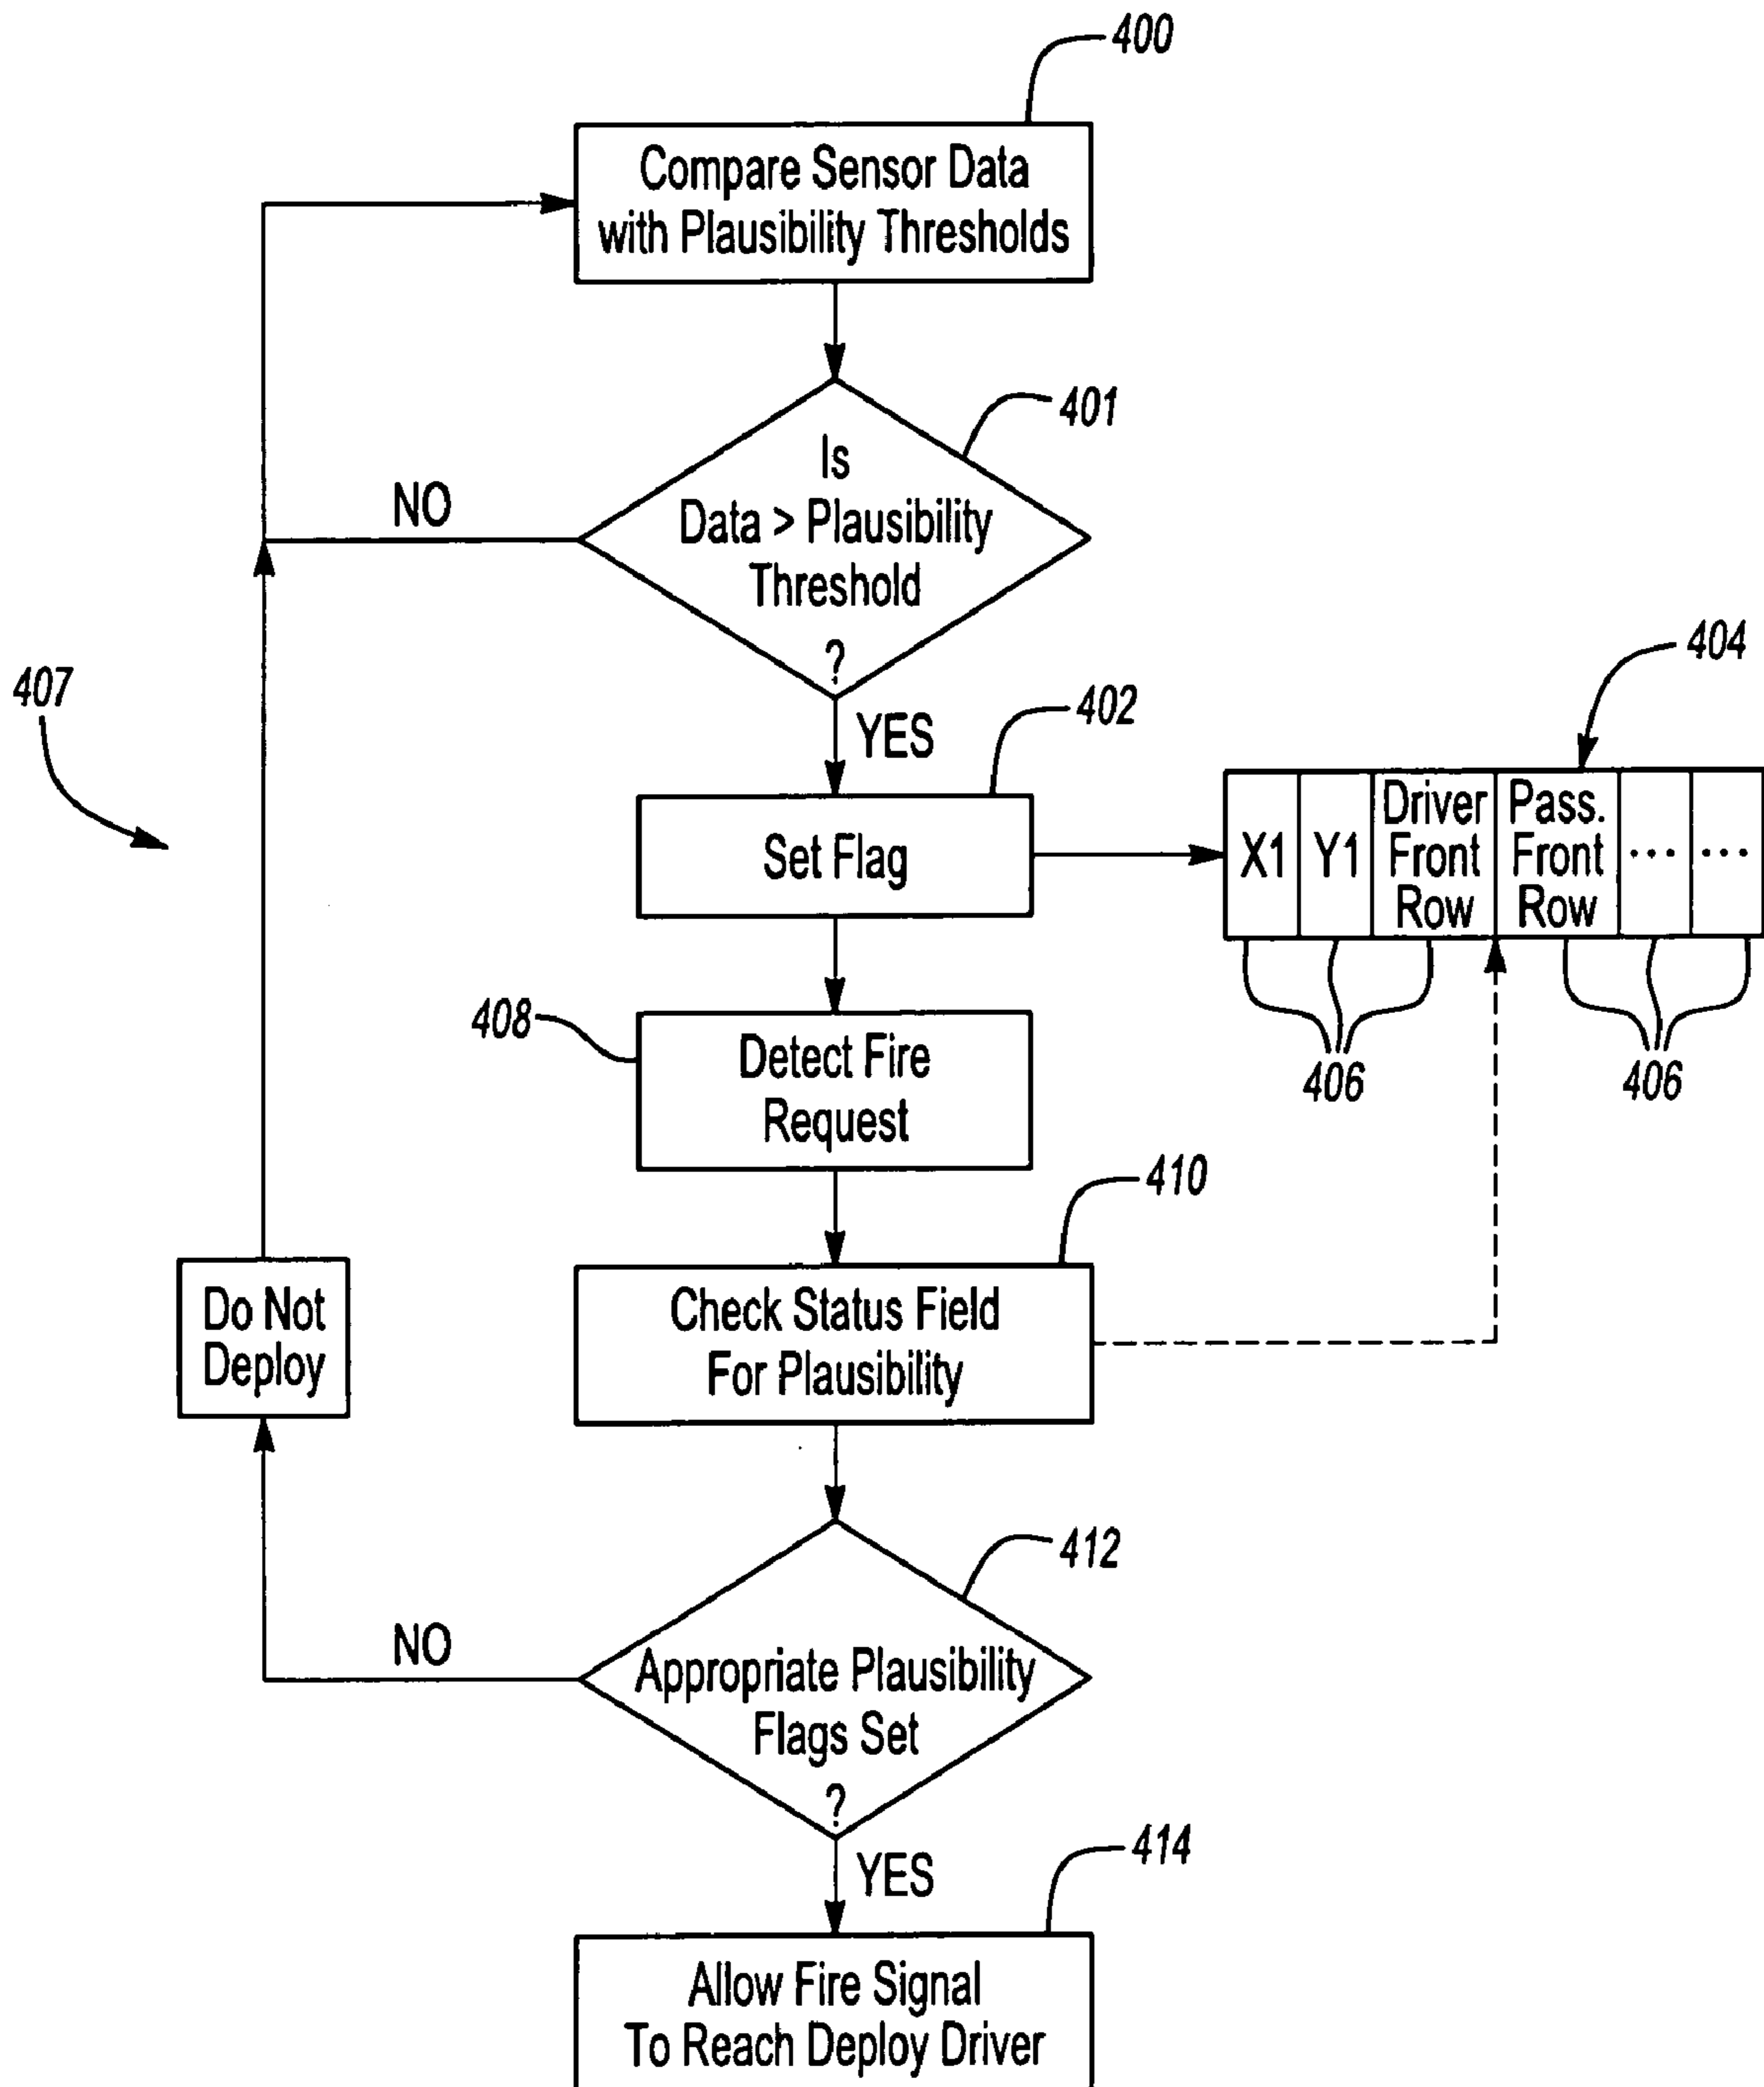 400
Compare Sensor Data
with Plausibility Thresholds
401
Is
Data > Plausibility
Threshold
?
NO
407
YES
402
Set Flag
404
X1
Y1
Driver
Front
Row
Pass.
Front
Row
...
...
406
406
408
Detect Fire
Request
410
Check Status Field
For Plausibility
Do Not
Deploy
412
Appropriate Plausibility
Flags Set
?
NO
YES
414
Allow Fire Signal
To Reach Deploy Driver